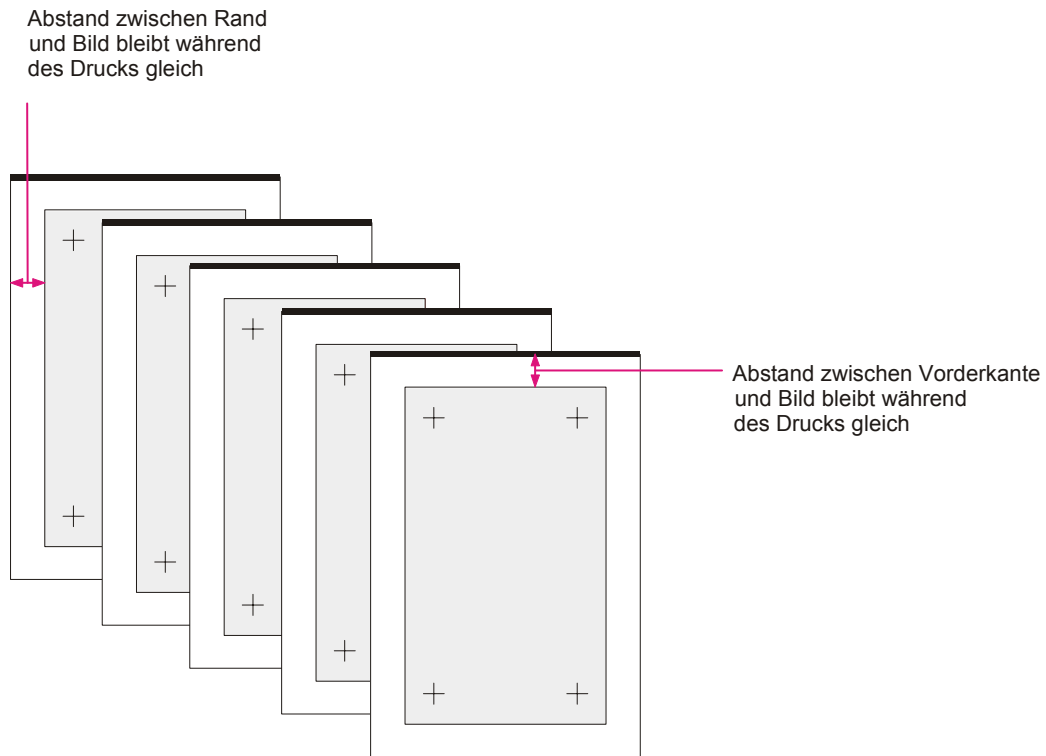 Abstand zwischen Rand
und Bild bleibt während
des Drucks gleich
Abstand zwischen Vorderkante
und Bild bleibt während
des Drucks gleich